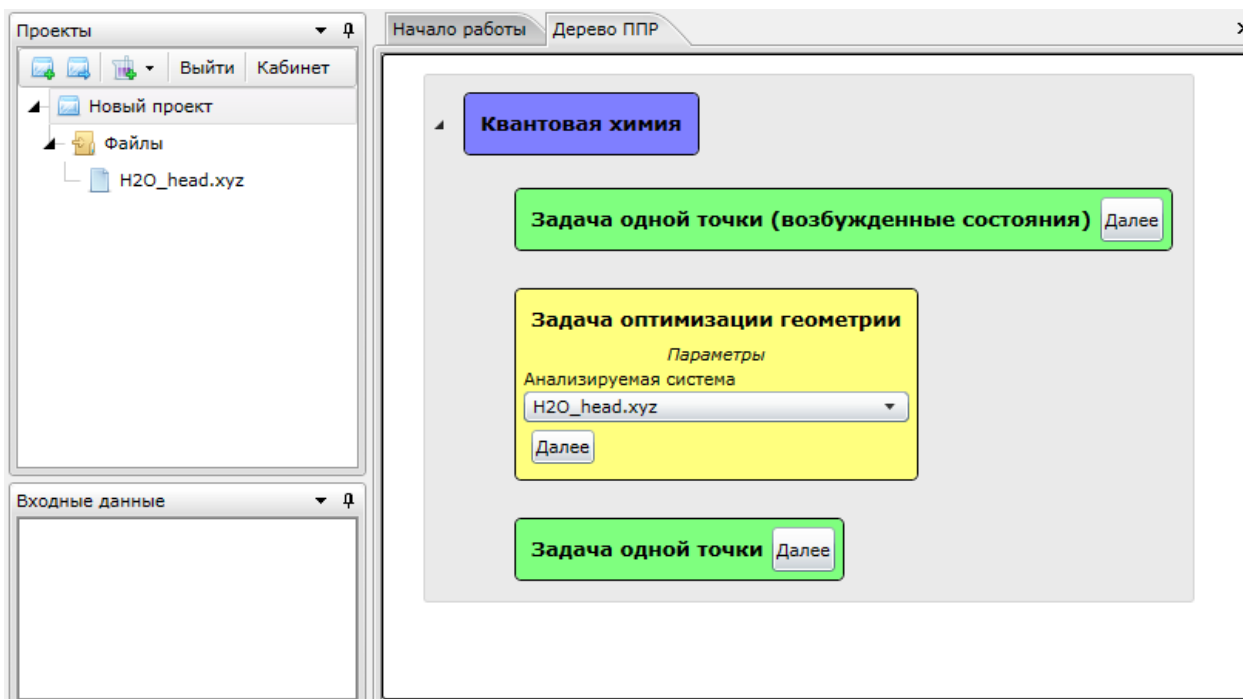 Проекты
Выйти Кабинет
Новый проект
Файлы
H2O_head.xyz
Входные данные
Начало работы Дерево ППР
Квантовая химия
Задача одной точки (возбужденные состояния) Далее
Задача оптимизации геометрии
Параметры
Анализируемая система
H2O_head.xyz
Далее
Задача одной точки Далее